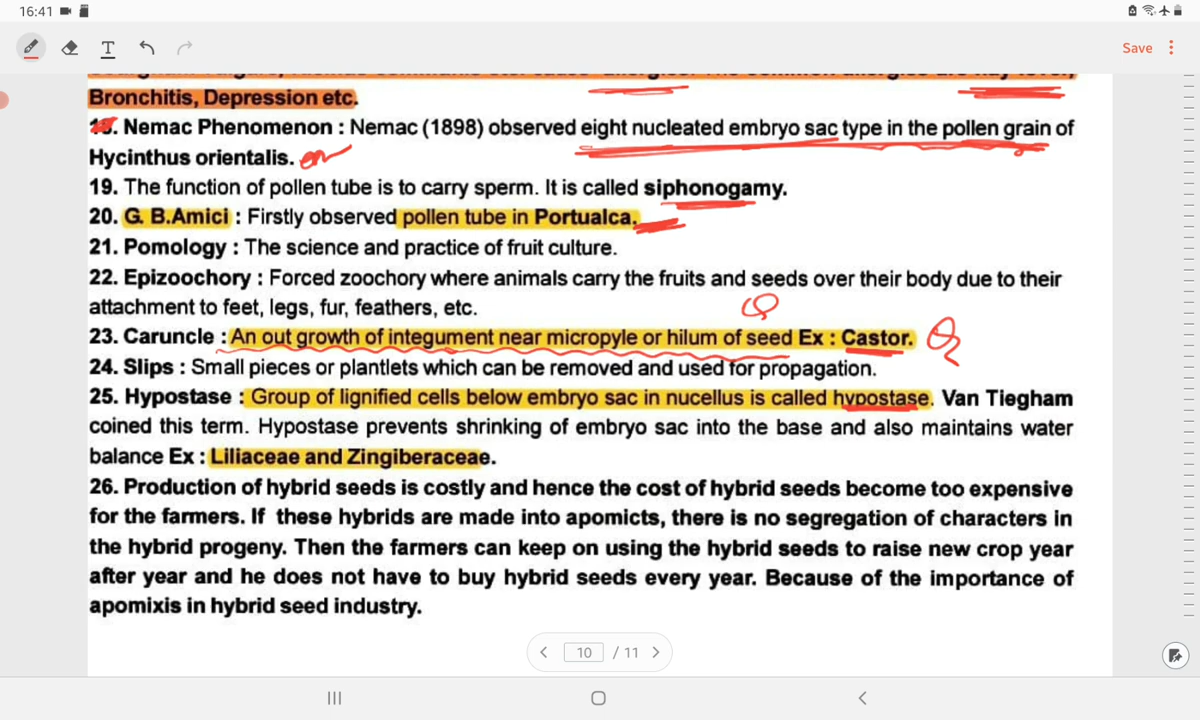 16:41
Save
Bronchitis, Depression etc.
Nemac Phenomenon : Nemac (1898) observed eight nucleated embryo sac type in the pollen grain of
Hycinthus orientalis.
19. The function of pollen tube is to carry sperm. It is called siphonogamy.
20. G. B.Amici : Firstly observed pollen tube in Portualca.
21. Pomology : The science and practice of fruit culture.
22. Epizoochory : Forced zoochory where animals carry the fruits and seeds over their body due to their
attachment to feet, legs, fur, feathers, etc.
23. Caruncle : An out growth of integument near micropyle or hilum of seed Ex : Castor.
24. Slips : Small pieces or plantlets which can be removed and used for propagation.
25. Hypostase : Group of lignified cells below embryo sac in nucellus is called hypostase. Van Tiegham
coined this term. Hypostase prevents shrinking of embryo sac into the base and also maintains water
balance Ex : Liliaceae and Zingiberaceae.
26. Production of hybrid seeds is costly and hence the cost of hybrid seeds become too expensive
for the farmers. If these hybrids are made into apomicts, there is no segregation of characters in
the hybrid progeny. Then the farmers can keep on using the hybrid seeds to raise new crop year
after year and he does not have to buy hybrid seeds every year. Because of the importance of
apomixis in hybrid seed industry.
10 / 11